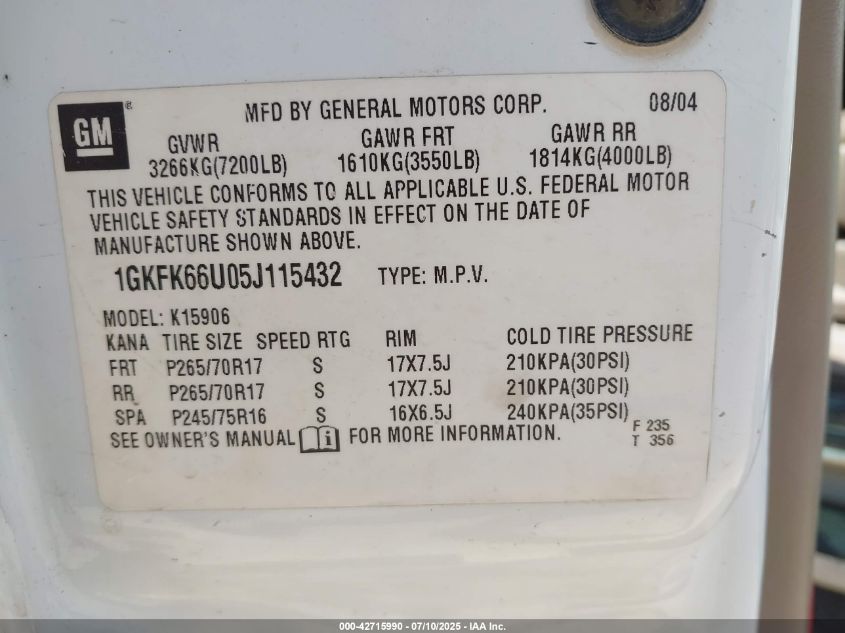 GM ®
MFD BY GENERAL MOTORS CORP. 08/04
GVWR GAWR FRT GAWR RR
3266KG(7200LB) 1610KG(3550LB) 1814KG(4000LB)
THIS VEHICLE CONFORMS TO ALL APPLICABLE U.S. FEDERAL MOTOR
VEHICLE SAFETY STANDARDS IN EFFECT ON THE DATE OF
MANUFACTURE SHOWN ABOVE.
1GKFK66U05J115432 TYPE: M.P.V.
MODEL: K15906
KANA TIRE SIZE SPEED RTG RIM COLD TIRE PRESSURE
FRT P265/70R17 S 17X7.5J 210KPA(30PSI)
RR P265/70R17 S 17X7.5J 210KPA(30PSI)
SPA P245/75R16 S 16X6.5J 240KPA(35PSI)
SEE OWNER'S MANUAL i FOR MORE INFORMATION.
F 235
T 356
000-42715990 - 07/10/2025 - IAA Inc.